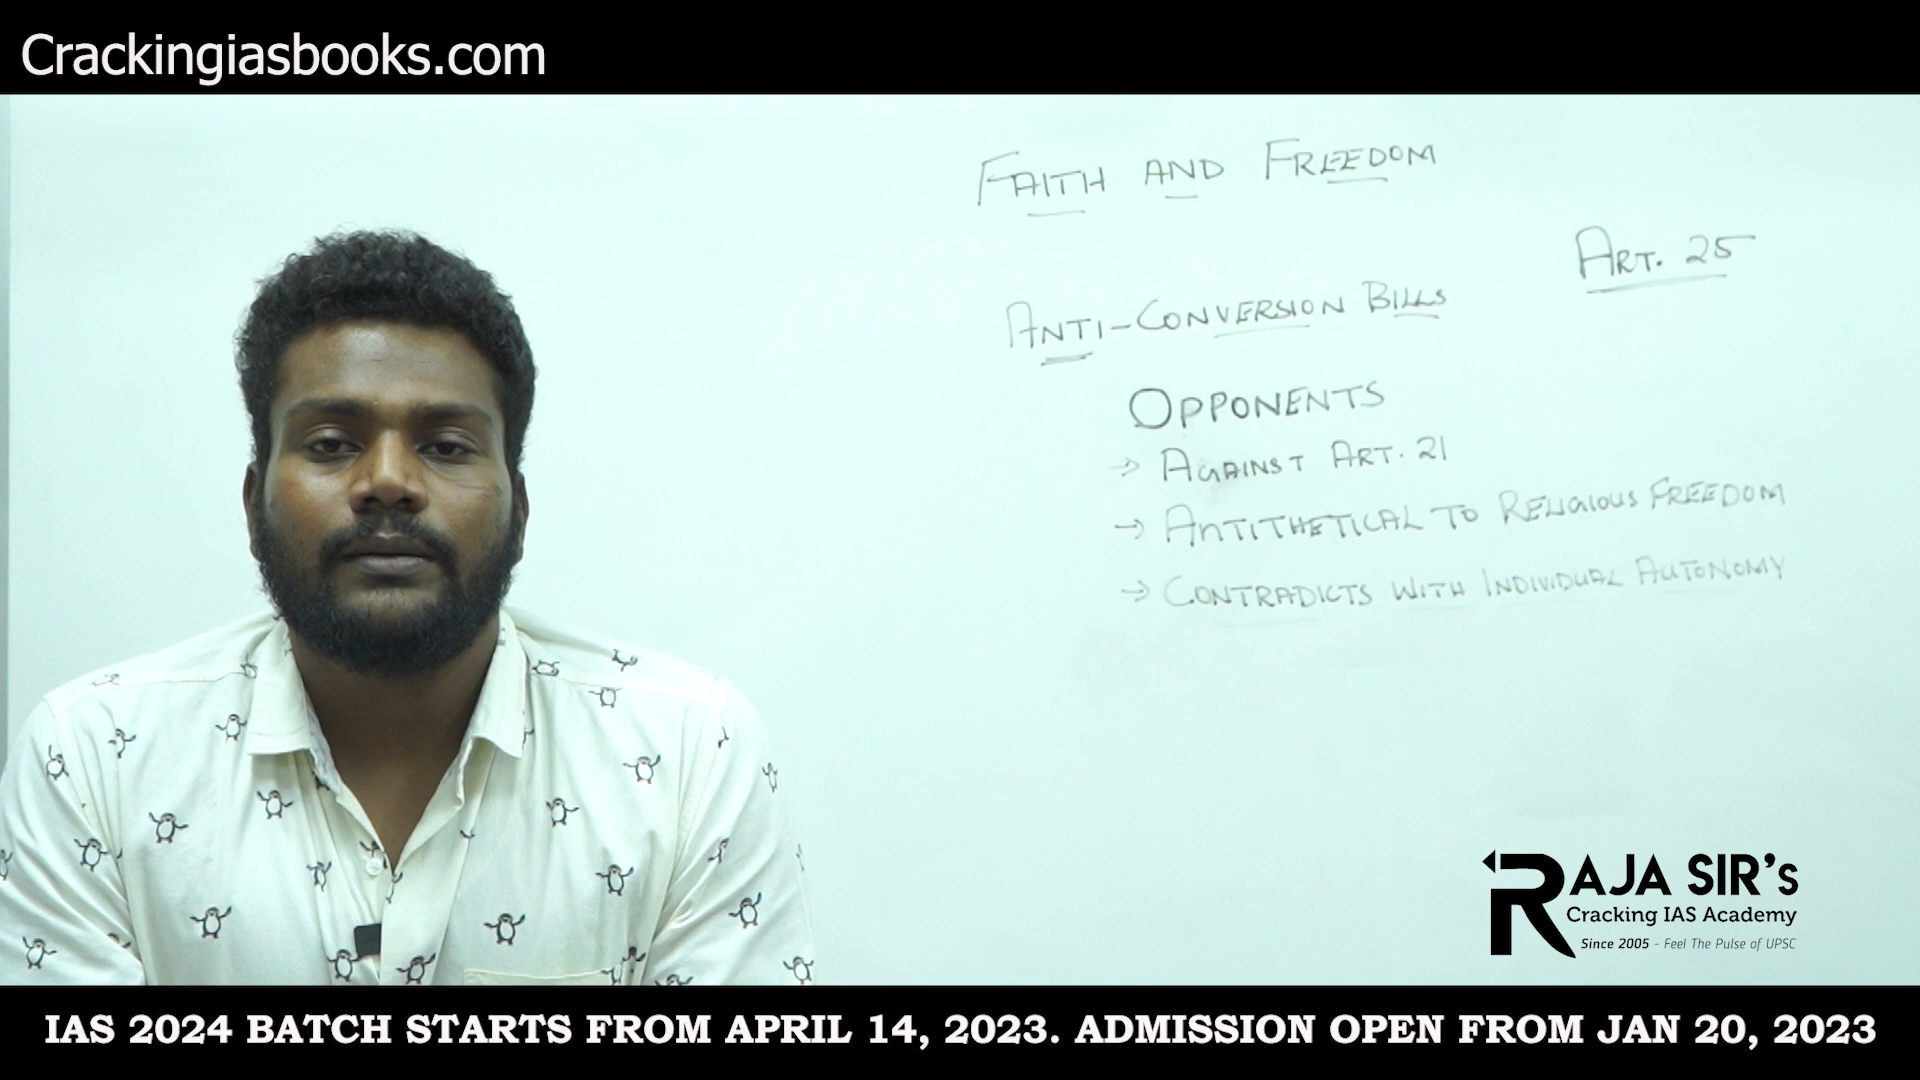 Crackingiasbooks.com
FAITH AND FREEDOM
ART. 25
ANTI-CONVERSION BILLS
OPPONENTS
→ AGAINST ART. 21
→ ANTITHETICAL TO RELIGIOUS FREEDOM
→ CONTRADICTS WITH INDIVIDUAL AUTONOMY
RAJA SIR's
Cracking IAS Academy
Since 2005 - Feel The Pulse of UPSC
IAS 2024 BATCH STARTS FROM APRIL 14, 2023. ADMISSION OPEN FROM JAN 20, 2023